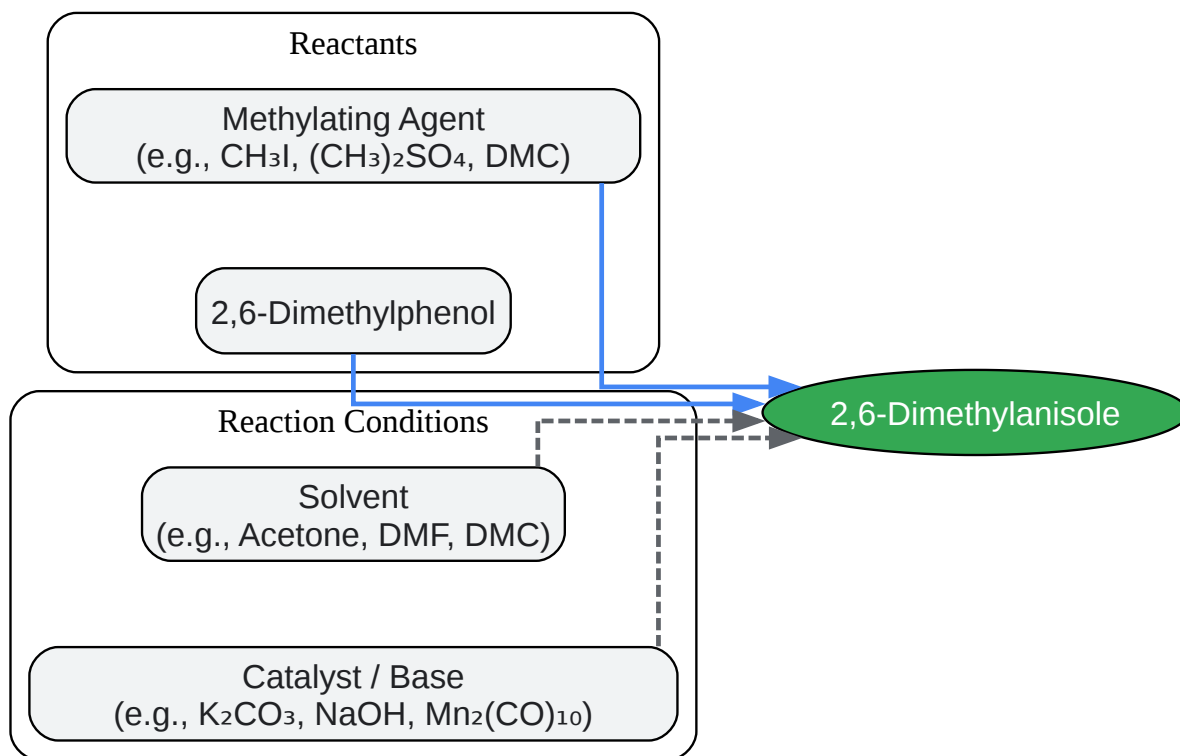 Reactants
Methylating Agent
(e.g., CH₃I, (CH₃)₂SO₄, DMC)
2,6-Dimethylphenol
2,6-Dimethylanisole
Reaction Conditions
Solvent
(e.g., Acetone, DMF, DMC)
Catalyst / Base
(e.g., K₂CO₃, NaOH, Mn₂(CO)₁₀)